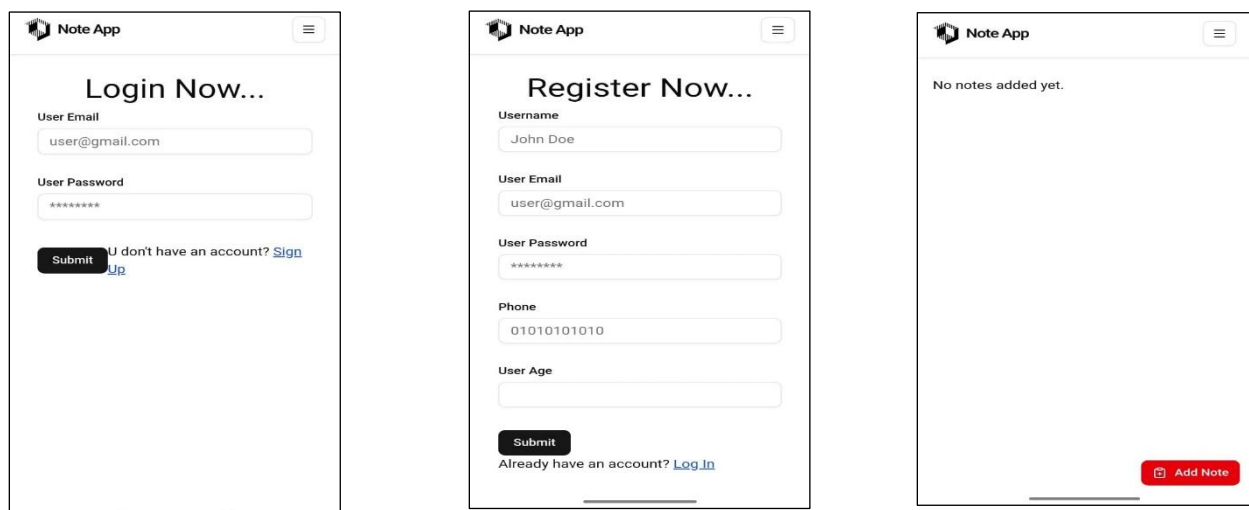 Note App
Login Now...
User Email
user@gmail.com
User Password
********
Submit
U don't have an account? Sign
Up
Note App
Register Now...
Username
John Doe
User Email
user@gmail.com
User Password
********
Phone
01010101010
User Age
Submit
Already have an account? Log In
Note App
No notes added yet.
Add Note